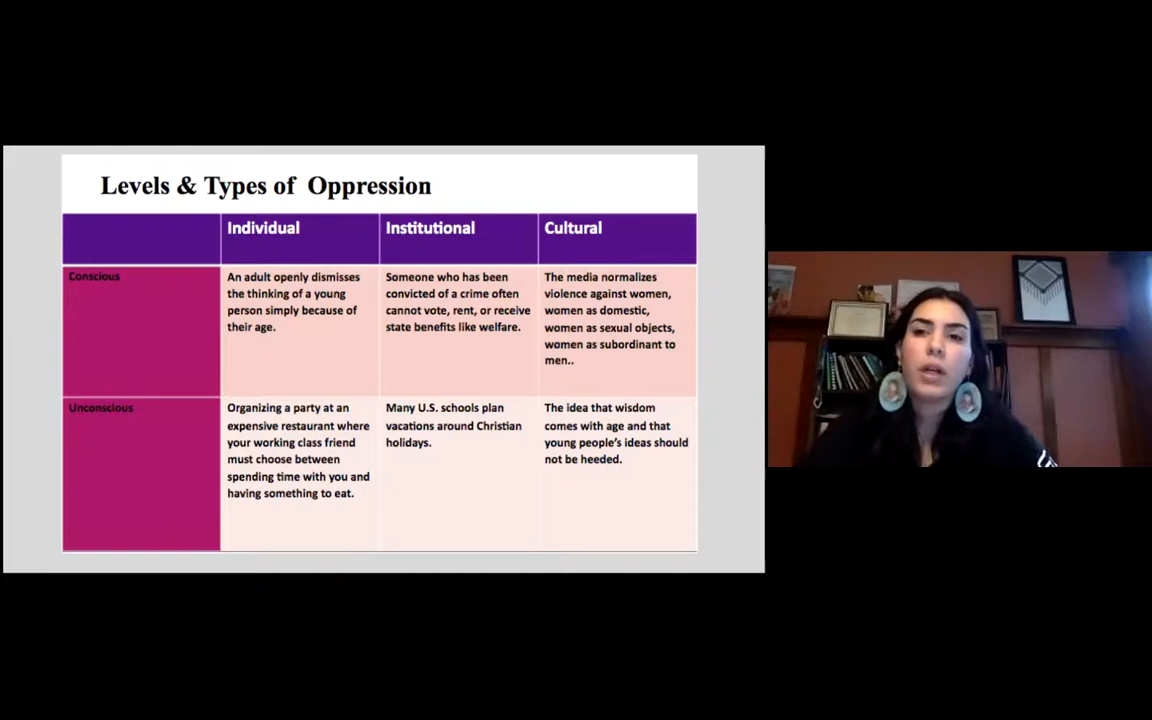 Levels & Types of Oppression
Individual
Institutional
Cultural
Conscious
An adult openly dismisses
the thinking of a young
person simply because of
their age.
Someone who has been
convicted of a crime often
cannot vote, rent, or receive
state benefits like welfare.
The media normalizes
violence against women,
women as domestic,
women as sexual objects,
women as subordinant to
men..
Unconscious
Organizing a party at an
expensive restaurant where
your working class friend
must choose between
spending time with you and
having something to eat.
Many U.S. schools plan
vacations around Christian
holidays.
The idea that wisdom
comes with age and that
young people's ideas should
not be heeded.